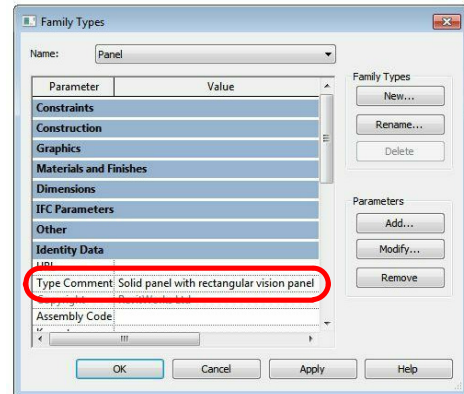 Family Types
Name: Panel
Parameter Value
Constraints
Construction
Graphics
Materials and Finishes
Dimensions
IFC Parameters
Other
Identity Data
URL
Type Comment Solid panel with rectangular vision panel
Assembly Code
Family Types
New...
Rename...
Delete
Parameters
Add...
Modify...
Remove
OK Cancel Apply Help